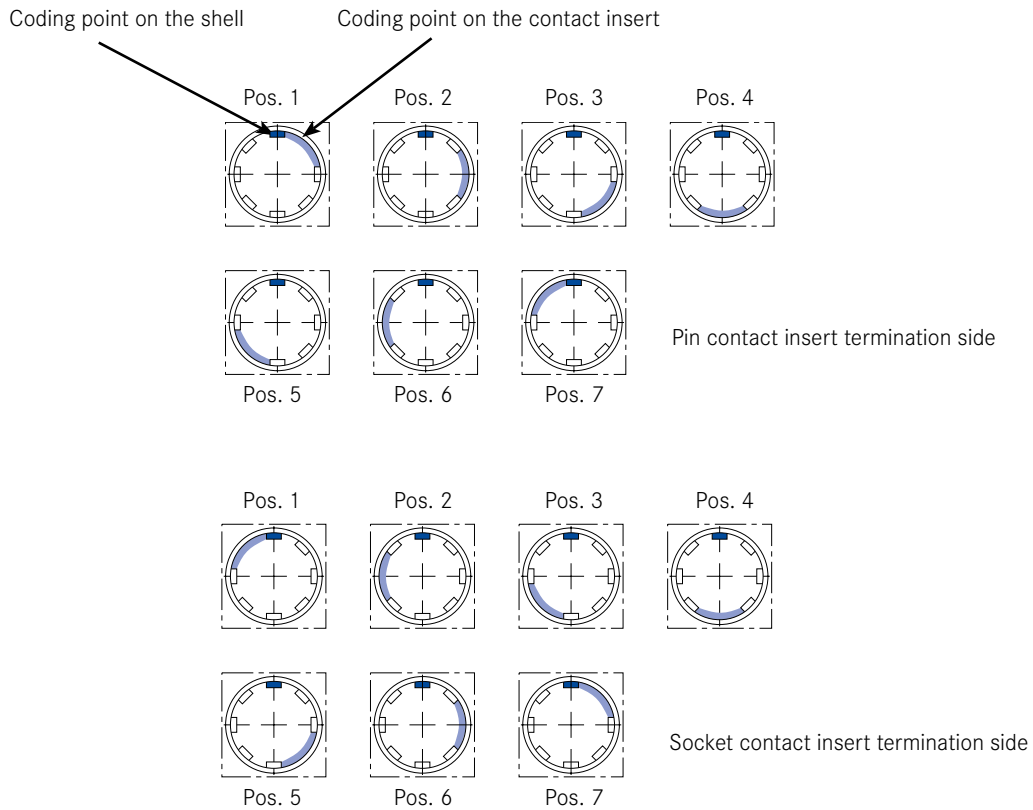 Coding point on the shell
Coding point on the contact insert
Pos. 1
Pos. 2
Pos. 3
Pos. 4
Pin contact insert termination side
Pos. 5
Pos. 6
Pos. 7
Pos. 1
Pos. 2
Pos. 3
Pos. 4
Socket contact insert termination side
Pos. 5
Pos. 6
Pos. 7